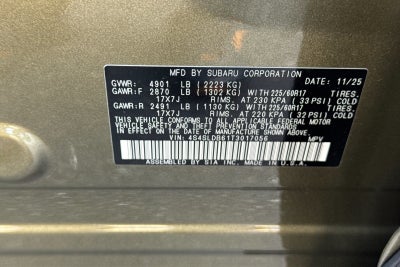 MFD BY SUBARU CORPORATION DATE: 11/25
GVWR: 4901 LB (2223 KG) TIRES
GAWR:F 2870 LB (1302 KG) WITH 225/60R17
17X7J RIMS, AT 230 KPA (33 PSI) COLD
GAWR:R 2491 LB (1130 KG) WITH 225/60R17 TIRES,
17X7J RIMS, AT 220 KPA (32 PSI) COLD
THIS VEHICLE CONFORMS TO ALL APPLICABLE FEDERAL MOTOR
VEHICLE SAFETY, BUMPER, AND THEFT PREVENTION
STANDARDS IN EFFECT ON THE DATE OF MANUFACTURE SHOWN
ABOVE.
VIN: 4S4SLDB61T3017056 MPV
ASSEMBLED BY SIA INC. MADE IN U.S.A.